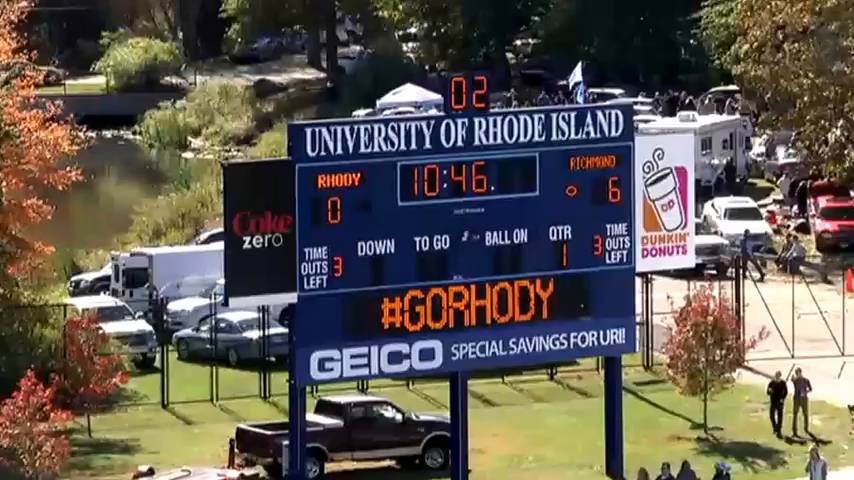 02
UNIVERSITY OF RHODE ISLAND
RHODY 10:46. RICHMOND
0 6
Coke
zero
DUNKIN'
DONUTS
TIME
OUTS
LEFT 3
DOWN TO GO BALL ON QTR
1
3 TIME
OUTS
LEFT
#GORHODY
GEICO SPECIAL SAVINGS FOR URI!